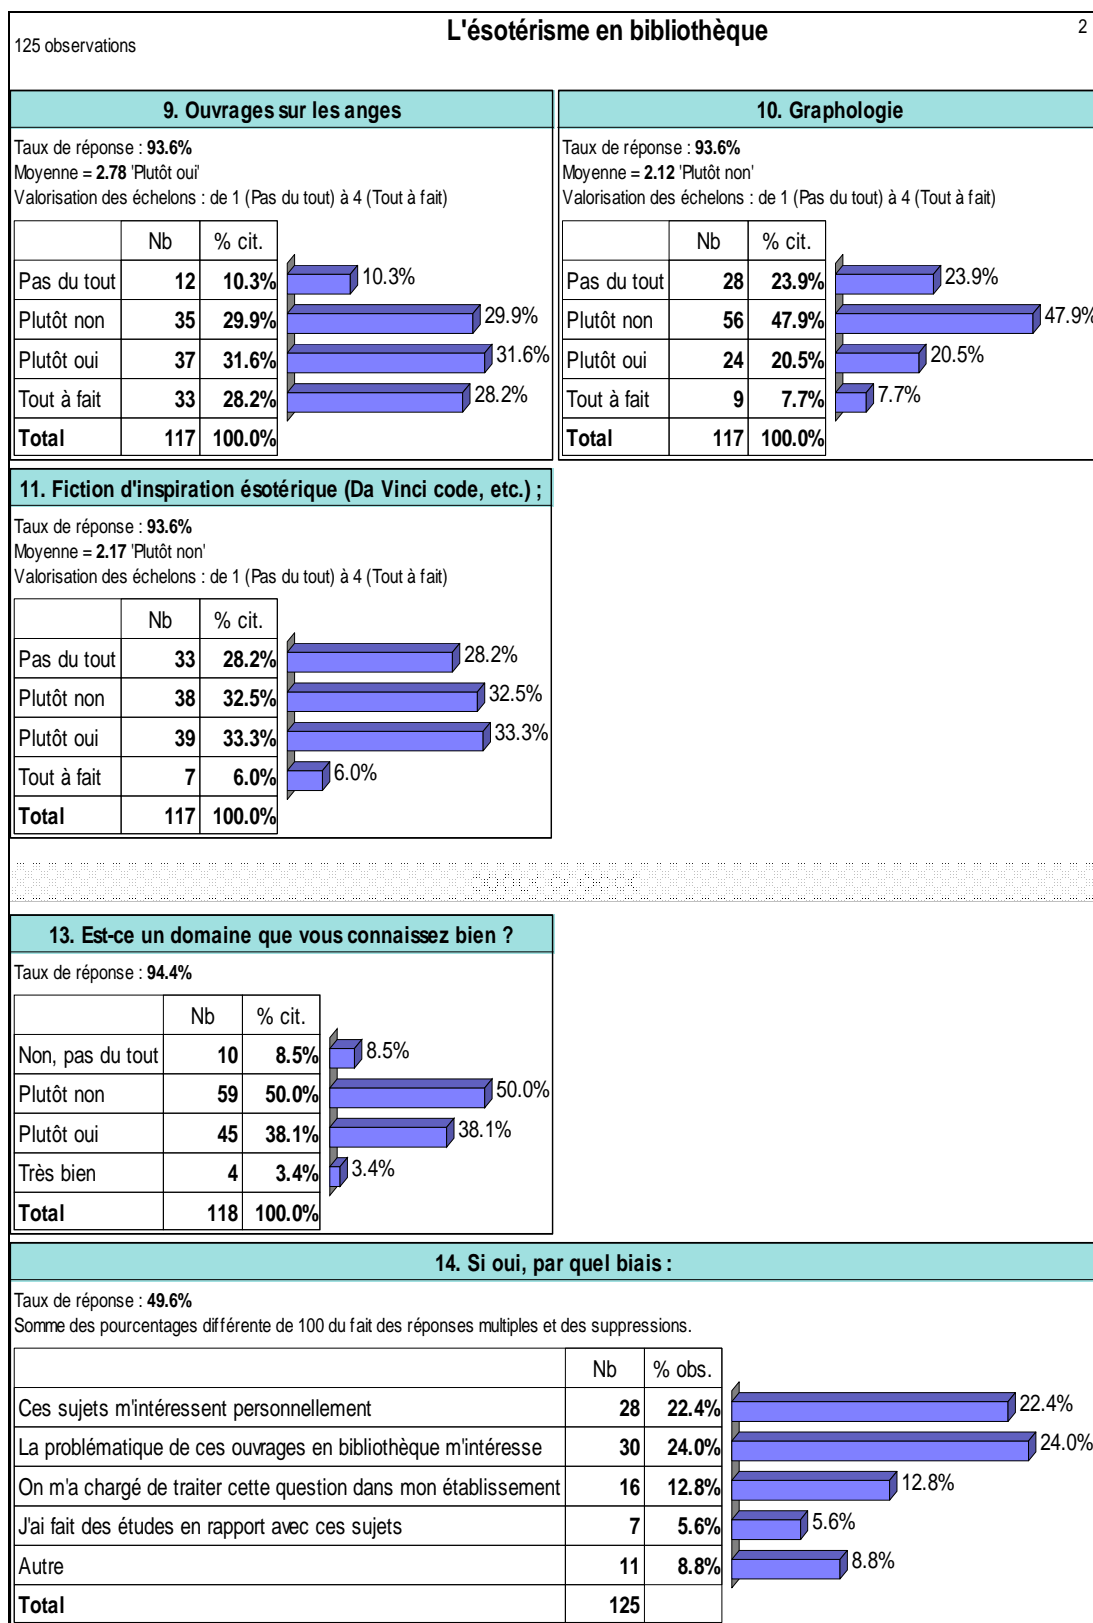 L'ésotérisme en bibliothèque
2
125 observations
9. Ouvrages sur les anges
Taux de réponse : 93.6%
Moyenne = 2.78 'Plutôt oui'
Valorisation des échelons : de 1 (Pas du tout) à 4 (Tout à fait)
Nb % cit.
Pas du tout 12 10.3% 10.3%
Plutôt non 35 29.9% 29.9%
Plutôt oui 37 31.6% 31.6%
Tout à fait 33 28.2% 28.2%
Total 117 100.0%
10. Graphologie
Taux de réponse : 93.6%
Moyenne = 2.12 'Plutôt non'
Valorisation des échelons : de 1 (Pas du tout) à 4 (Tout à fait)
Nb % cit.
Pas du tout 28 23.9% 23.9%
Plutôt non 56 47.9% 47.9%
Plutôt oui 24 20.5% 20.5%
Tout à fait 9 7.7% 7.7%
Total 117 100.0%
11. Fiction d'inspiration ésotérique (Da Vinci code, etc.) ;
Taux de réponse : 93.6%
Moyenne = 2.17 'Plutôt non'
Valorisation des échelons : de 1 (Pas du tout) à 4 (Tout à fait)
Nb % cit.
Pas du tout 33 28.2% 28.2%
Plutôt non 38 32.5% 32.5%
Plutôt oui 39 33.3% 33.3%
Tout à fait 7 6.0% 6.0%
Total 117 100.0%
13. Est-ce un domaine que vous connaissez bien ?
Taux de réponse : 94.4%
Nb % cit.
Non, pas du tout 10 8.5% 8.5%
Plutôt non 59 50.0% 50.0%
Plutôt oui 45 38.1% 38.1%
Très bien 4 3.4% 3.4%
Total 118 100.0%
14. Si oui, par quel biais :
Taux de réponse : 49.6%
Somme des pourcentages différente de 100 du fait des réponses multiples et des suppressions.
Nb % obs.
Ces sujets m'intéressent personnellement 28 22.4% 22.4%
La problématique de ces ouvrages en bibliothèque m'intéresse 30 24.0% 24.0%
On m'a chargé de traiter cette question dans mon établissement 16 12.8% 12.8%
J'ai fait des études en rapport avec ces sujets 7 5.6% 5.6%
Autre 11 8.8% 8.8%
Total 125